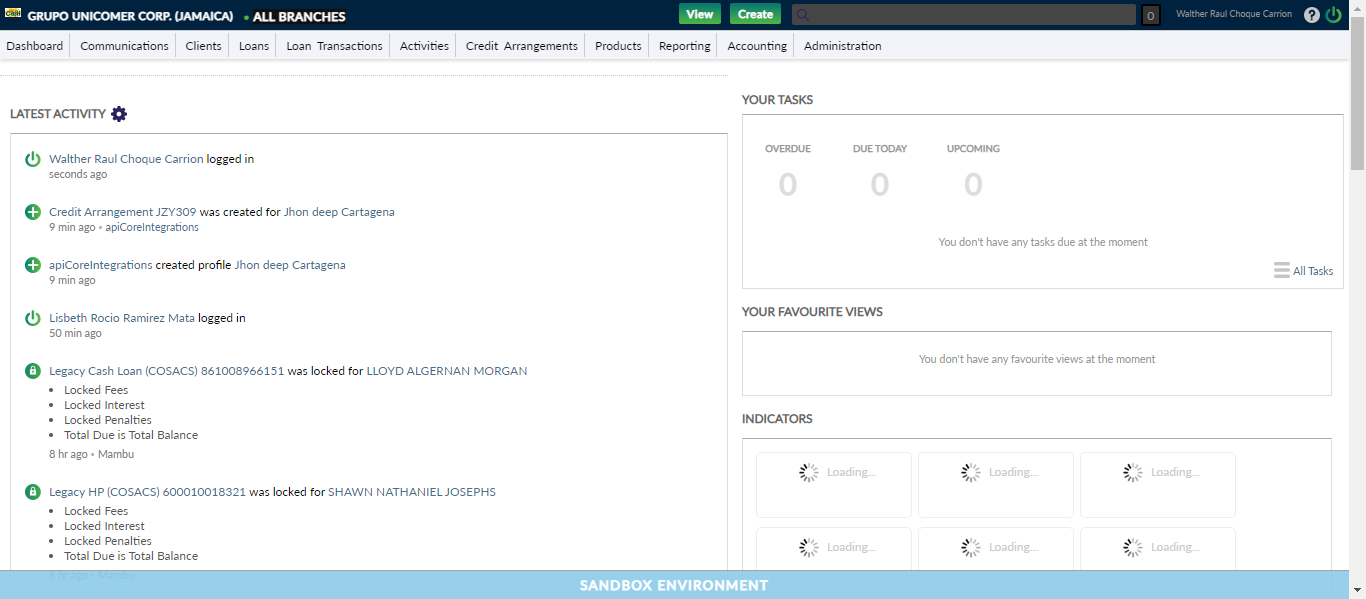 CASH
GRUPO UNICOMER CORP. (JAMAICA) • ALL BRANCHES
View
Create
0
Walther Raul Choque Carrion
?
Dashboard
Communications
Clients
Loans
Loan Transactions
Activities
Credit Arrangements
Products
Reporting
Accounting
Administration
LATEST ACTIVITY
Walther Raul Choque Carrion logged in
seconds ago
Credit Arrangement JZY309 was created for Jhon deep Cartagena
9 min ago • apiCoreIntegrations
apiCoreIntegrations created profile Jhon deep Cartagena
9 min ago
Lisbeth Rocio Ramirez Mata logged in
50 min ago
Legacy Cash Loan (COSACS) 861008966151 was locked for LLOYD ALGERNAN MORGAN
• Locked Fees
• Locked Interest
• Locked Penalties
• Total Due is Total Balance
8 hr ago • Mambu
Legacy HP (COSACS) 600010018321 was locked for SHAWN NATHANIEL JOSEPHS
• Locked Fees
• Locked Interest
• Locked Penalties
• Total Due is Total Balance
8 hr ago • Mambu
YOUR TASKS
OVERDUE
DUE TODAY
UPCOMING
0
0
0
You don't have any tasks due at the moment
All Tasks
YOUR FAVOURITE VIEWS
You don't have any favourite views at the moment
INDICATORS
Loading...
Loading...
Loading...
Loading...
Loading...
Loading...
SANDBOX ENVIRONMENT